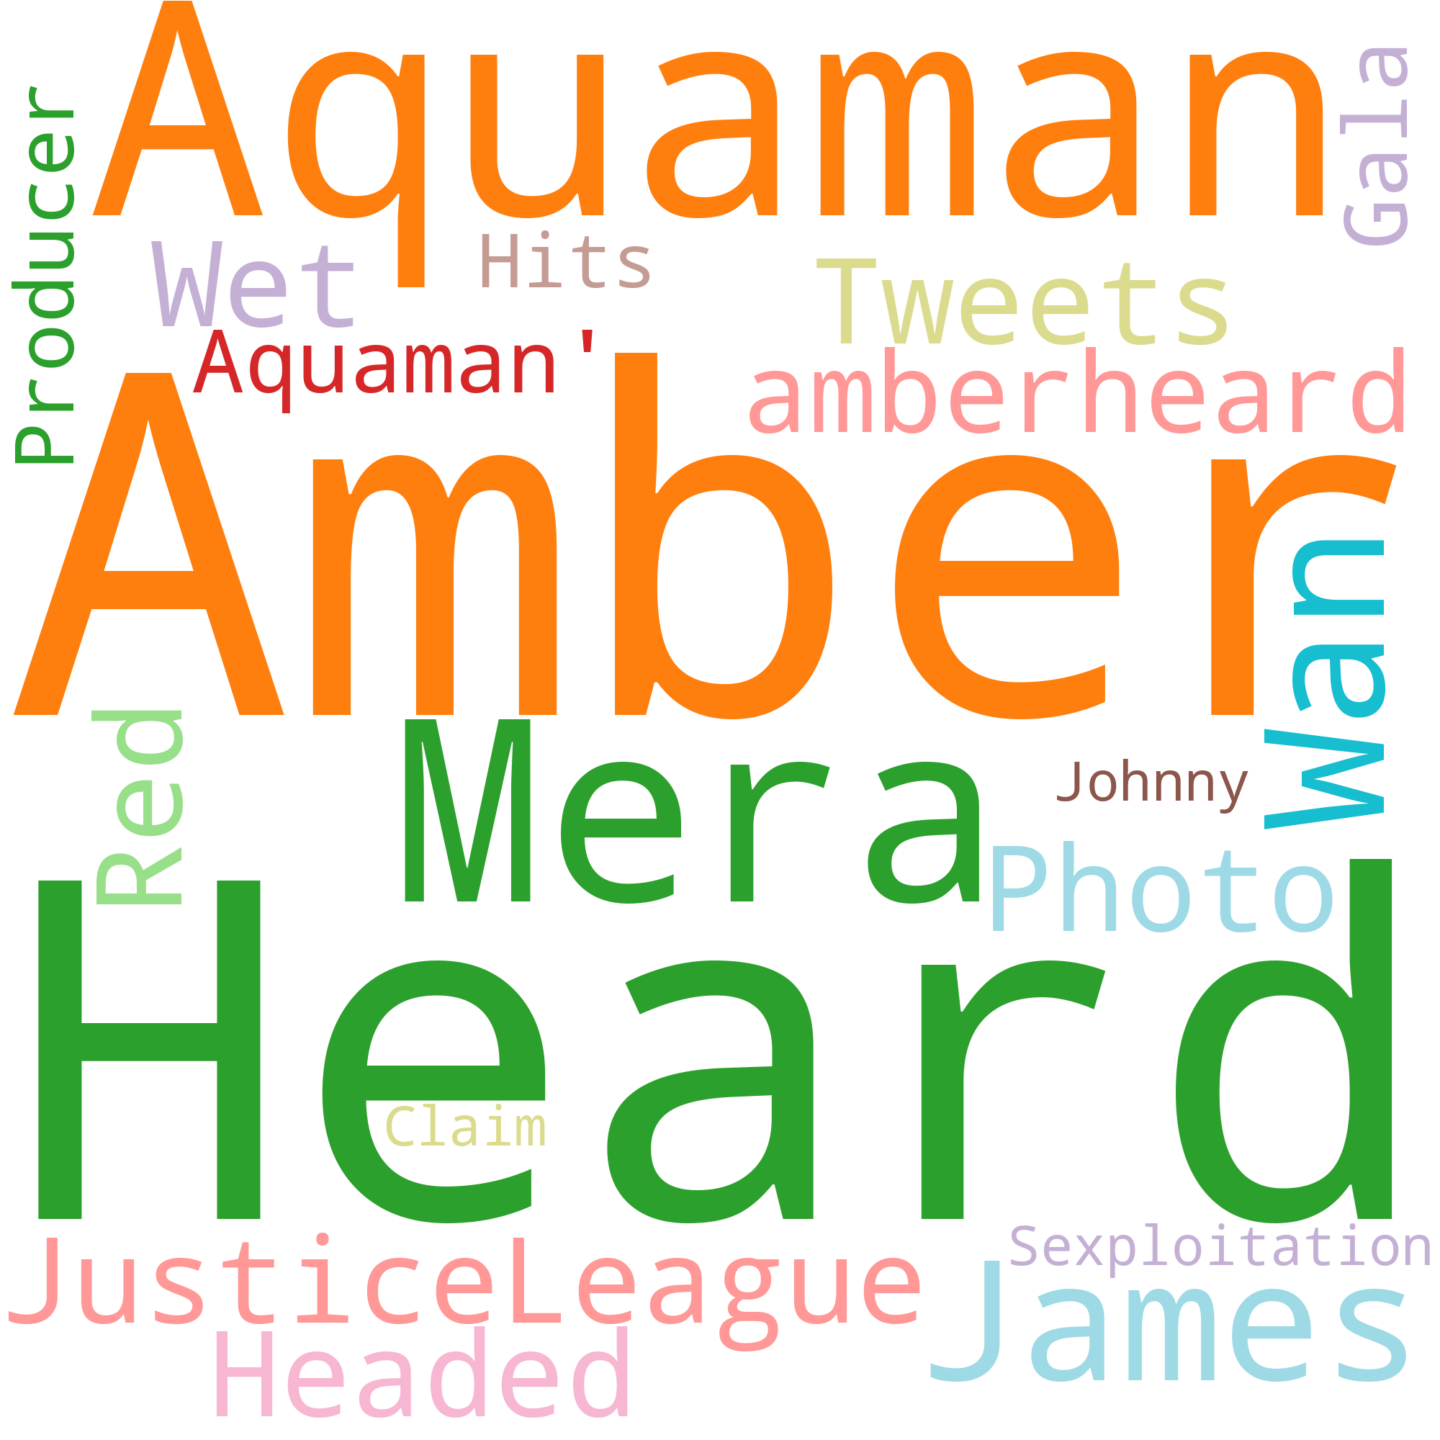 Aquaman
Gala
Producer
Wet
Hits
Tweets
Aquaman'
amberheard
Amber
Wan
Red
Mera
Johnny
Photo
Heard
Claim
JusticeLeague
Sexploitation
James
Headed